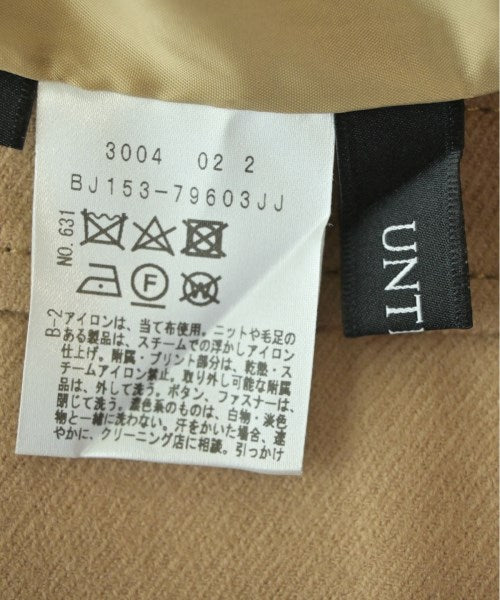 3004 02 2
BJ153-79603JJ
NO.631
F
W
B-2
アイロンは、当て布使用。ニットや毛足の
ある製品は、スチームでの浮かしアイロン
仕上げ。附属・プリント部分は、乾熱・ス
チームアイロン禁止。取り外し可能な附属
品は、外して洗う。ボタン、ファスナーは、
閉じて洗う。濃色系のものは、白物・淡色
物と一緒に洗わない。汗をかいた場合、速
やかに、クリーニング店に相談。引っかけ
UNT